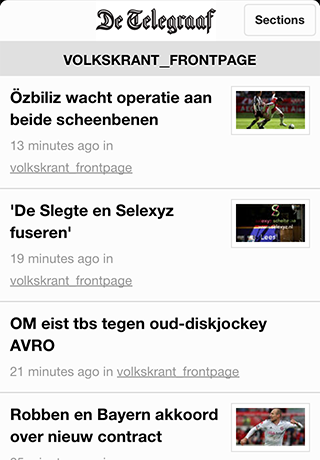 De Telegraaf
Sections
VOLKSKRANT_FRONTPAGE
Özbiliz wacht operatie aan
beide scheenbenen
13 minutes ago in
volkskrant_frontpage
'De Slegte en Selexyz
fuseren'
19 minutes ago in
volkskrant_frontpage
OM eist tbs tegen oud-diskjockey
AVRO
21 minutes ago in volkskrant_frontpage
Robben en Bayern akkoord
over nieuw contract